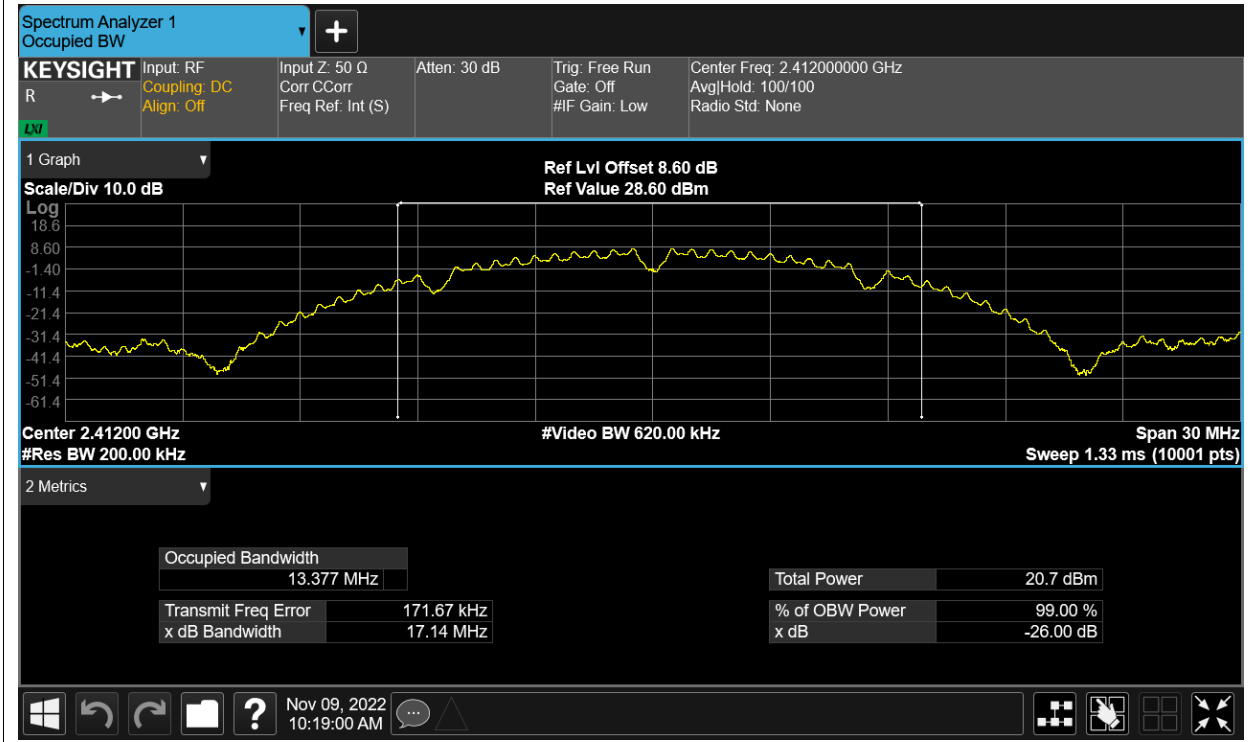 Spectrum Analyzer 1
Occupied BW
KEYSIGHT
R
LXI
Input: RF
Coupling: DC
Align: Off
Input Z: 50 Ω
Corr CCorr
Freq Ref: Int (S)
Atten: 30 dB
Trig: Free Run
Gate: Off
#IF Gain: Low
Center Freq: 2.412000000 GHz
Avg|Hold: 100/100
Radio Std: None
1 Graph
Scale/Div 10.0 dB
Ref Lvl Offset 8.60 dB
Ref Value 28.60 dBm
Log
18.6
8.60
-1.40
-11.4
-21.4
-31.4
-41.4
-51.4
-61.4
Center 2.41200 GHz
#Video BW 620.00 kHz
Span 30 MHz
#Res BW 200.00 kHz
Sweep 1.33 ms (10001 pts)
2 Metrics
Occupied Bandwidth
13.377 MHz
Total Power 20.7 dBm
Transmit Freq Error 171.67 kHz
% of OBW Power 99.00 %
x dB Bandwidth 17.14 MHz
x dB -26.00 dB
?
Nov 09, 2022
10:19:00 AM